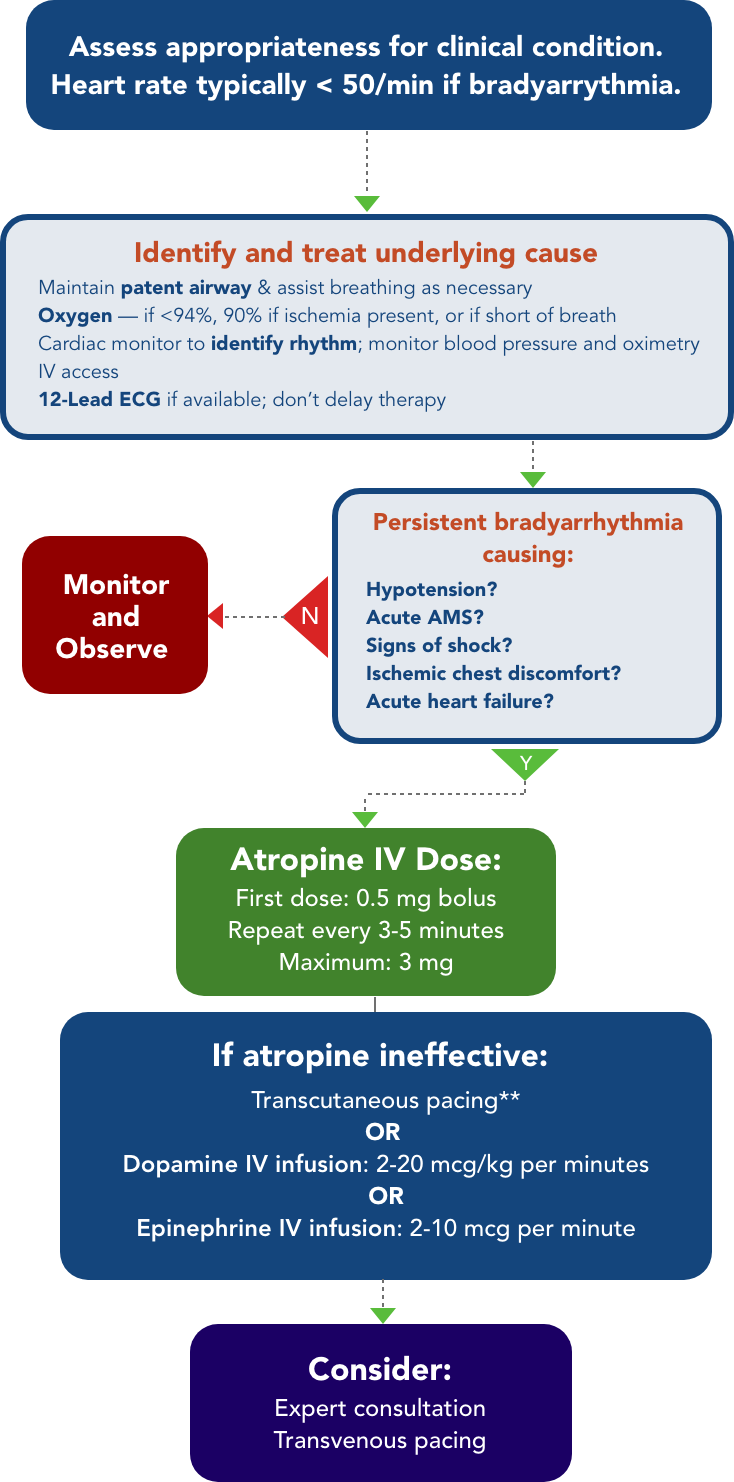 Assess appropriateness for clinical condition.
Heart rate typically < 50/min if bradyarrythmia.
Identify and treat underlying cause
Maintain patent airway & assist breathing as necessary
Oxygen — if <94%, 90% if ischemia present, or if short of breath
Cardiac monitor to identify rhythm; monitor blood pressure and oximetry
IV access
12-Lead ECG if available; don't delay therapy
Persistent bradyarrhythmia
causing:
Hypotension?
Acute AMS?
Signs of shock?
Ischemic chest discomfort?
Acute heart failure?
N
Monitor
and
Observe
Y
Atropine IV Dose:
First dose: 0.5 mg bolus
Repeat every 3-5 minutes
Maximum: 3 mg
If atropine ineffective:
Transcutaneous pacing**
OR
Dopamine IV infusion: 2-20 mcg/kg per minutes
OR
Epinephrine IV infusion: 2-10 mcg per minute
Consider:
Expert consultation
Transvenous pacing